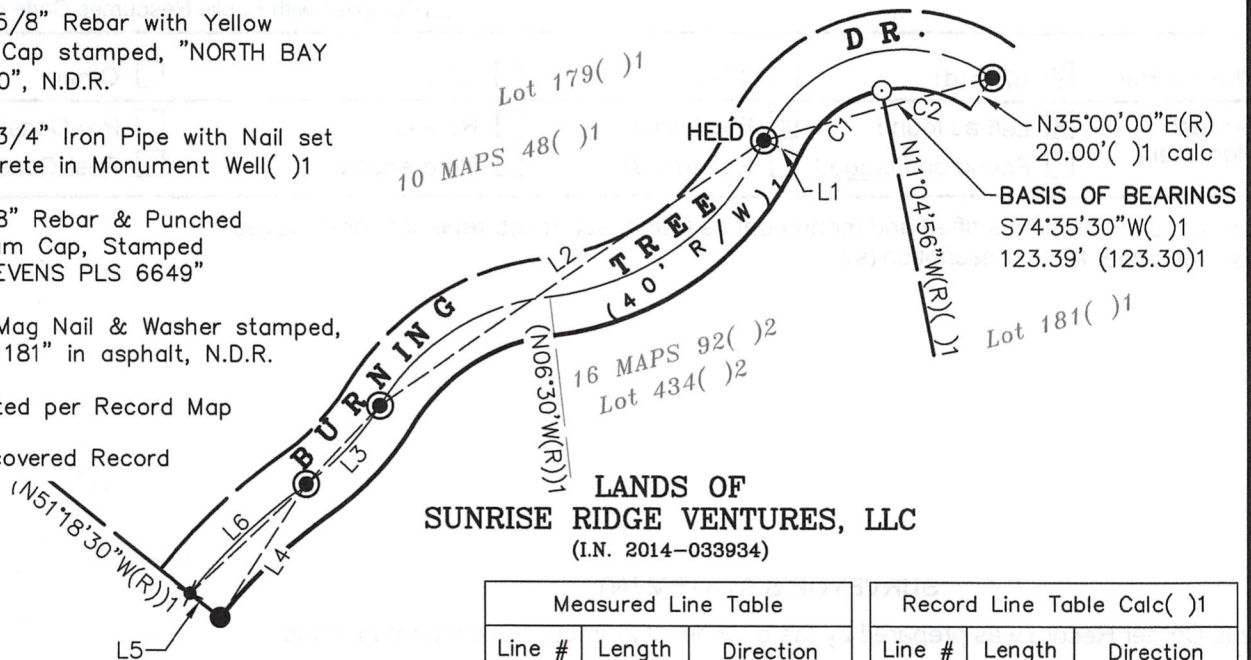 5/8" Rebar with Yellow
Cap stamped, "NORTH BAY
0", N.D.R.
3/4" Iron Pipe with Nail set
rete in Monument Well( )1
8" Rebar & Punched
um Cap, Stamped
EVENS PLS 6649"
Mag Nail & Washer stamped,
181" in asphalt, N.D.R.
ted per Record Map
covered Record
Lot 179( )1
10 MAPS 48( )1
BURNING TREE DR.
(40' R/W)1
HELD
C1
C2
L1
L2
L3
L4
L5
L6
N35°00'00"E(R)
20.00'( )1 calc
BASIS OF BEARINGS
S74°35'30"W( )1
123.39' (123.30)1
N11°04'56"W(R)( )1
Lot 181( )1
16 MAPS 92( )2
Lot 434( )2
(N06°30'W(R))1
(N51°18'30"W(R))1
LANDS OF
SUNRISE RIDGE VENTURES, LLC
(I.N. 2014-033934)
Measured Line Table
Line # Length Direction
Record Line Table Calc( )1
Line # Length Direction